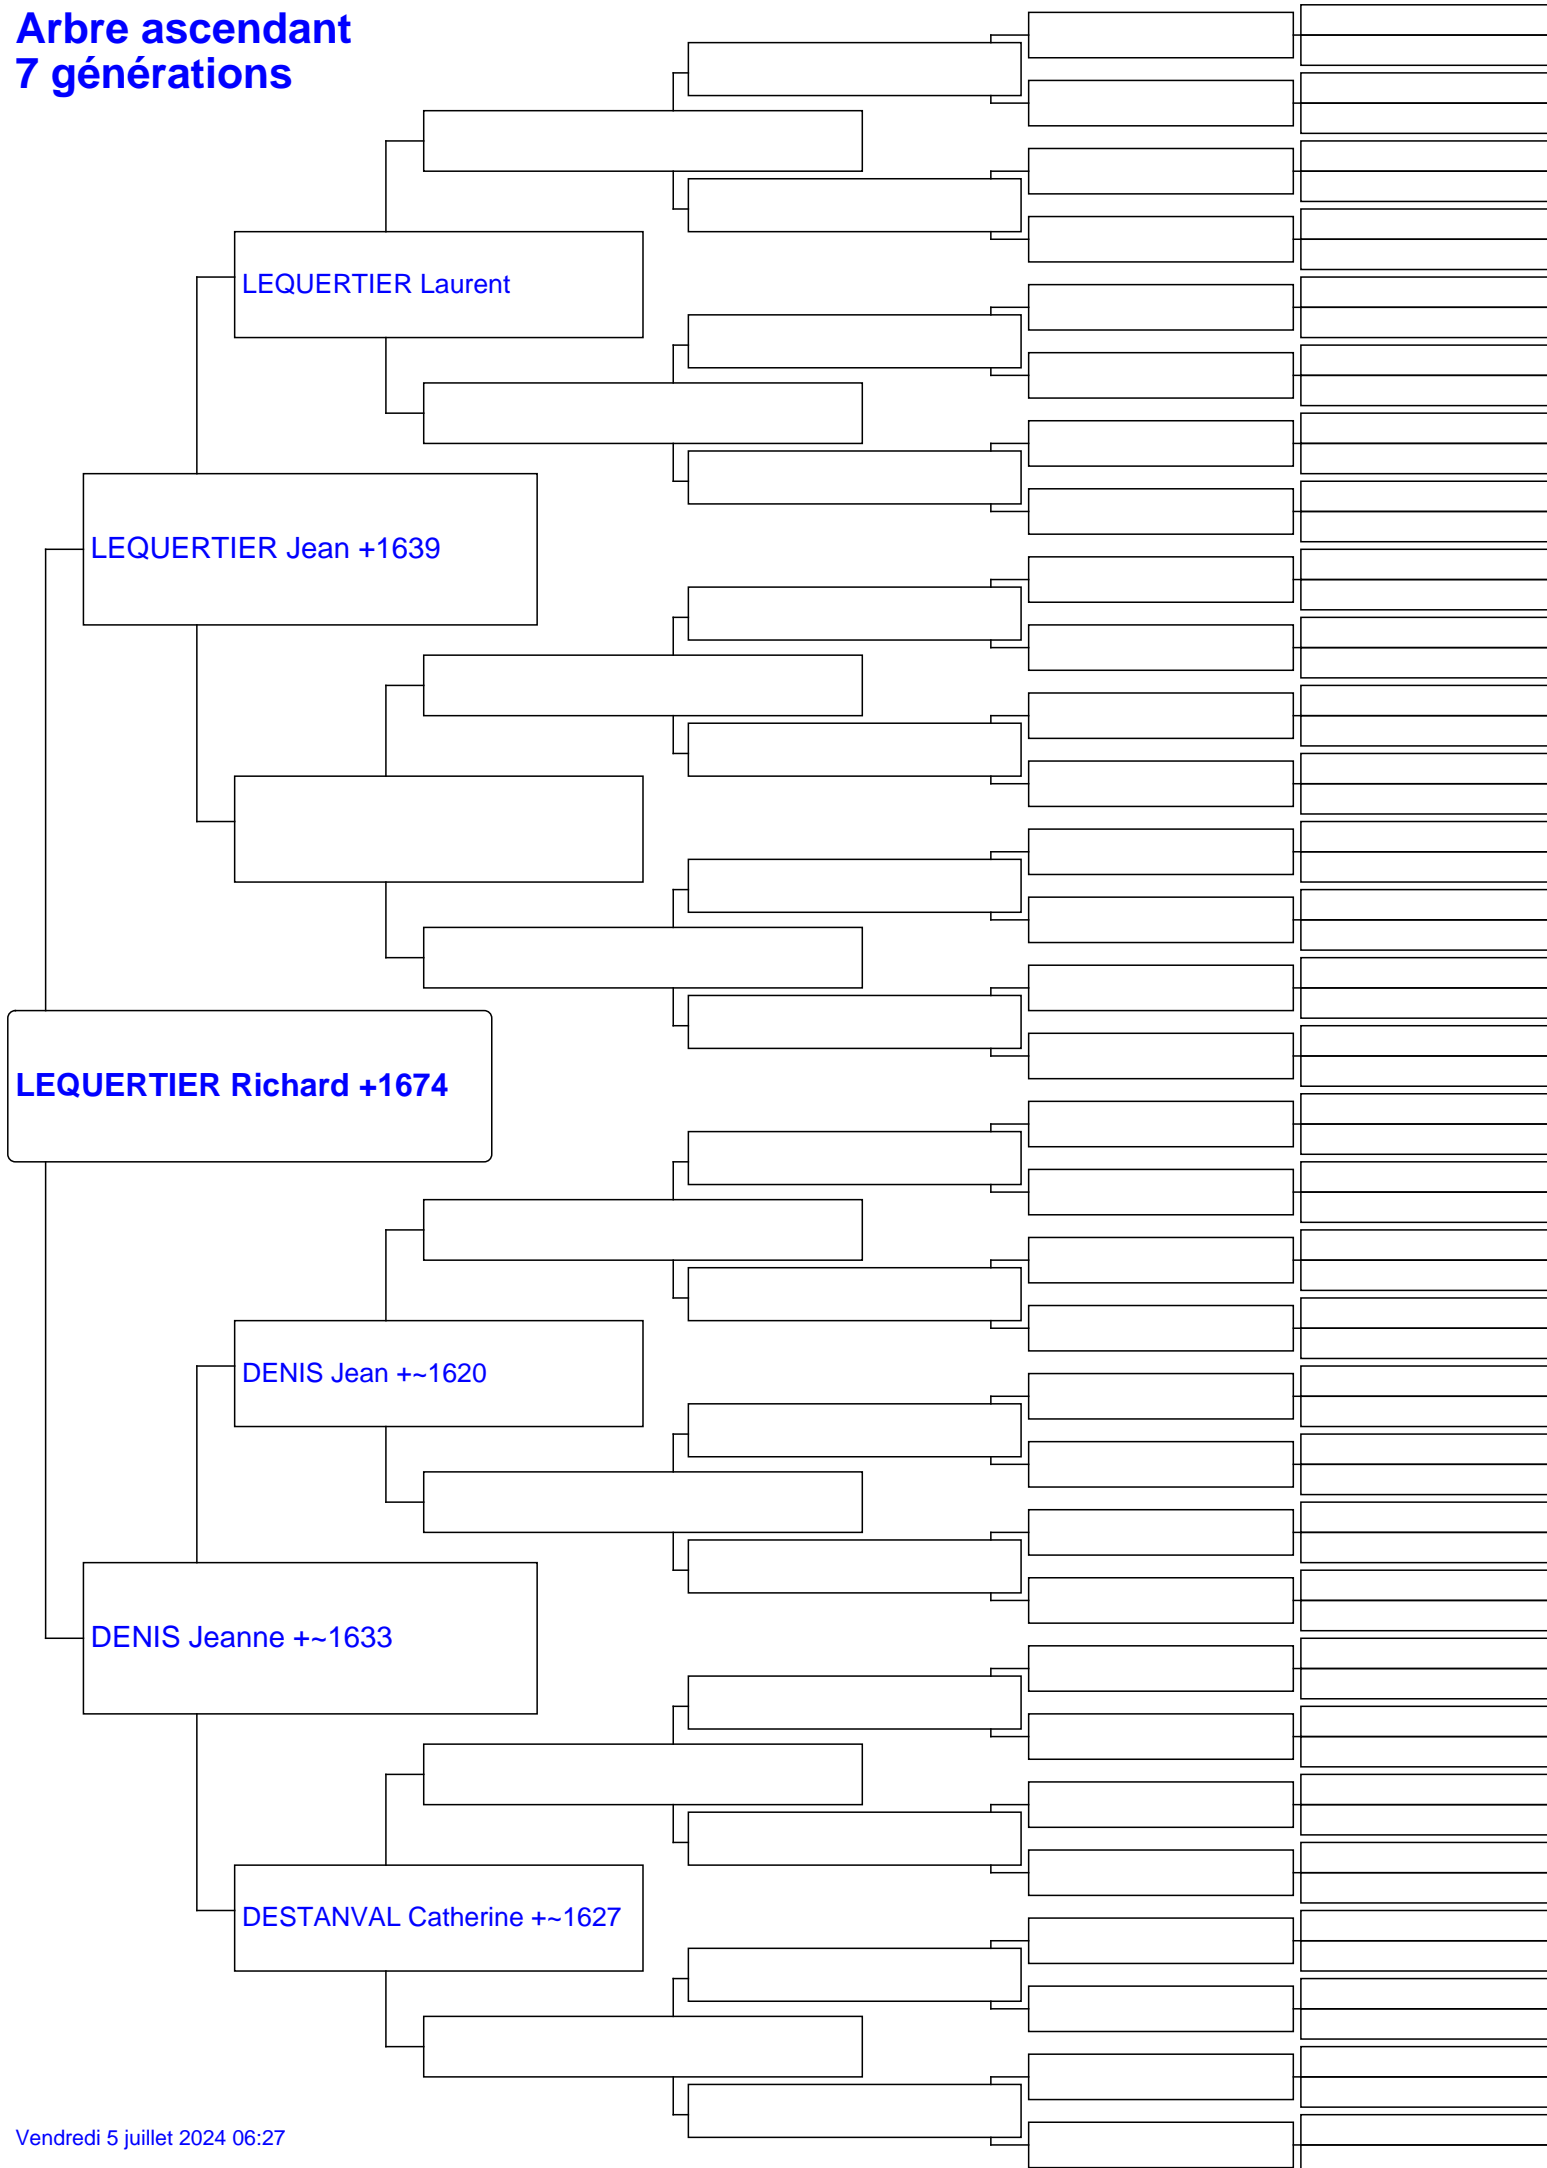 Arbre ascendant
7 générations
LEQUERTIER Laurent
LEQUERTIER Jean +1639
LEQUERTIER Richard +1674
DENIS Jean +~1620
DENIS Jeanne +~1633
DESTANVAL Catherine +~1627
Vendredi 5 juillet 2024 06:27